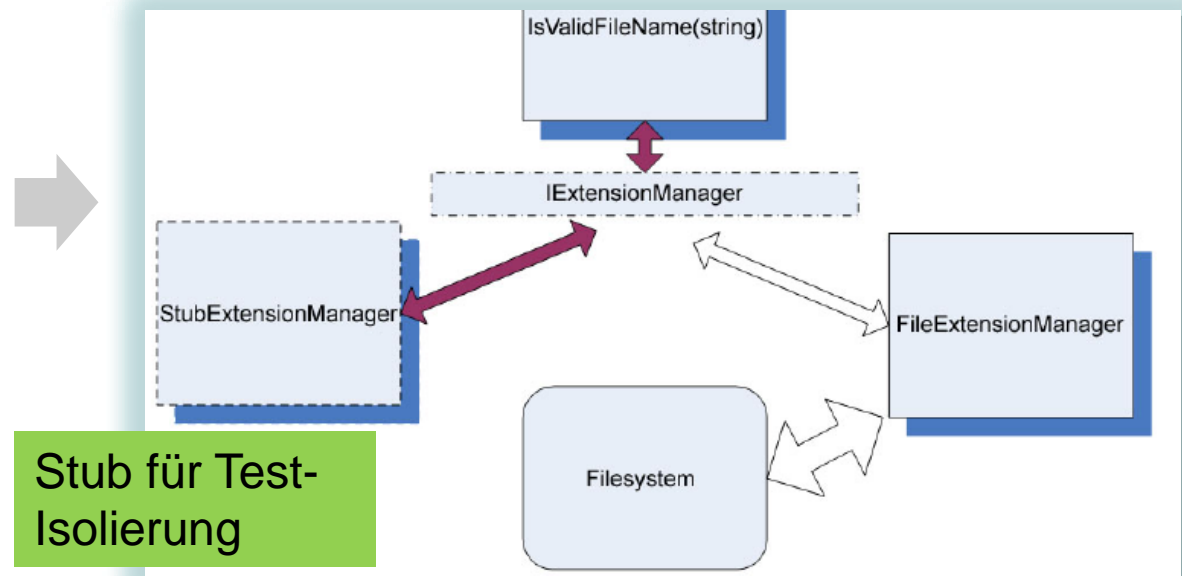 IsValidFileName(string)
IExtensionManager
StubExtensionManager
FileExtensionManager
Filesystem
Stub für Test-
Isolierung